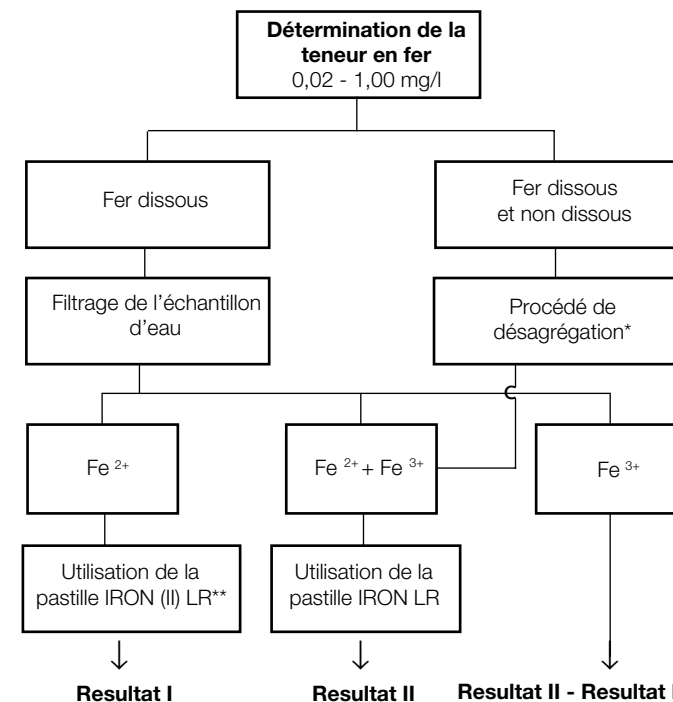 Détermination de la
teneur en fer
0,02 - 1,00 mg/l
Fer dissous
Fer dissous
et non dissous
Filtrage de l'échantillon
d'eau
Procédé de
désagrégation*
Fe 2+
Fe 2+ + Fe 3+
Fe 3+
Utilisation de la
pastille IRON (II) LR**
Utilisation de la
pastille IRON LR
Resultat I
Resultat II
Resultat II - Resultat I